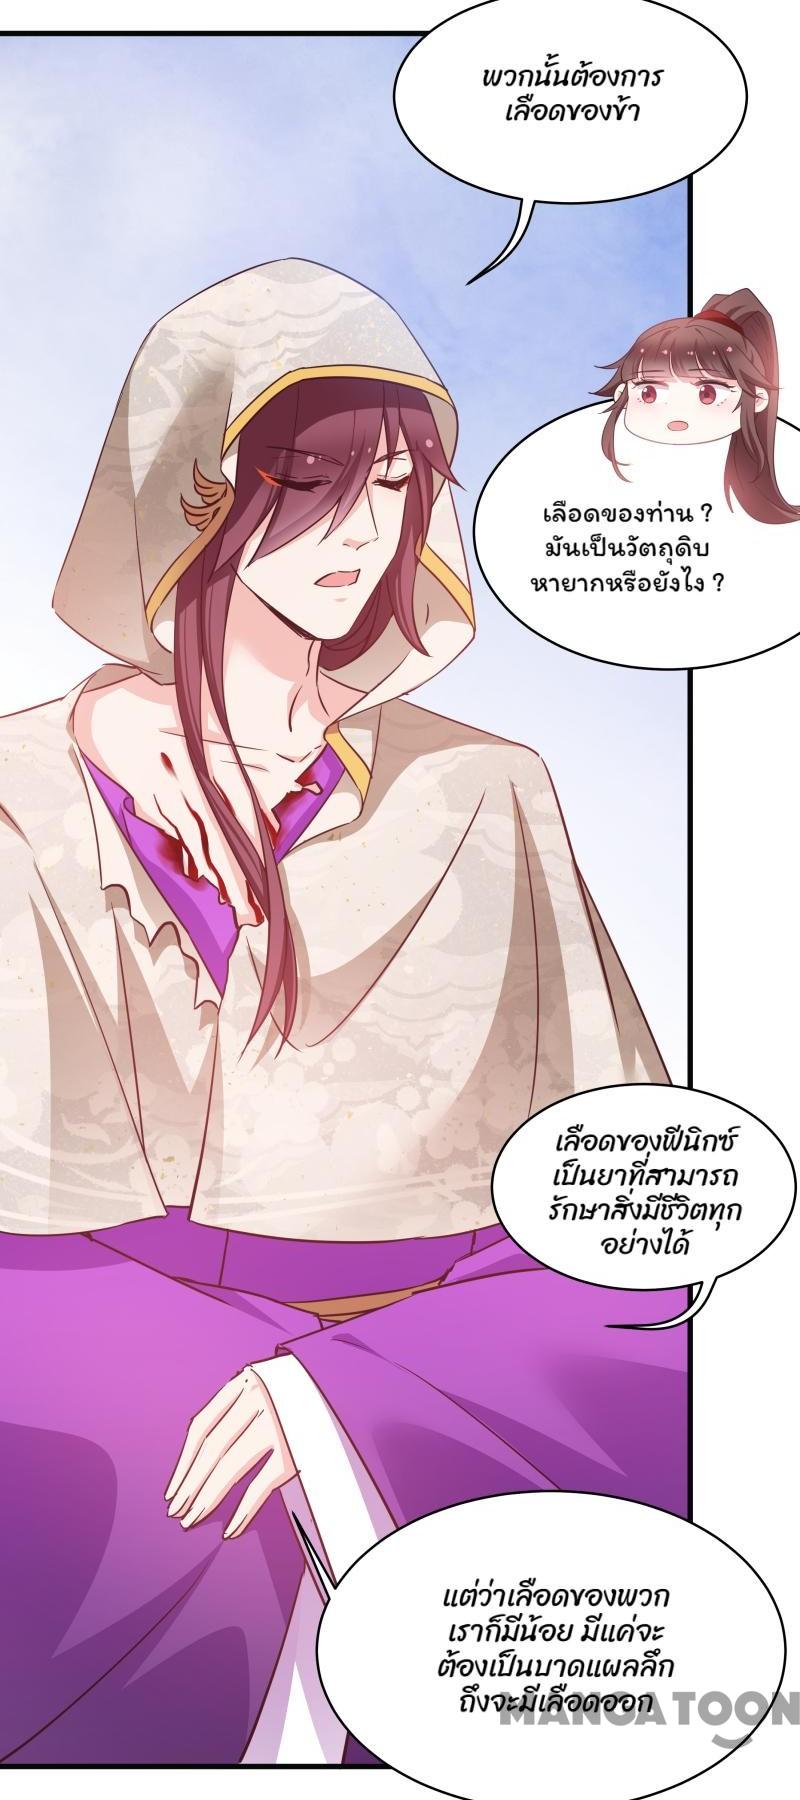 พวกนั้นต้องการ
เลือดของข้า
เลือดของท่าน ?
มันเป็นวัตถุดิบ
หายากหรือยังไง ?
เลือดของฟีนิกซ์
เป็นยาที่สามารถ
รักษาสิ่งมีชีวิตทุก
อย่างได้
แต่ว่าเลือดของพวก
เราก็มีน้อย มีแค่จะ
ต้องเป็นบาดแผลลึก
ถึงจะมีเลือดออก
MANGATOON